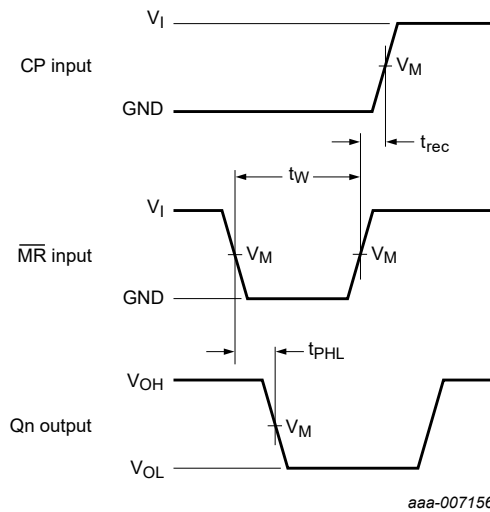 V_I
CP input
V_M
GND
t_rec
t_W
V_I
M̅R̅ input
V_M
V_M
GND
t_PHL
V_OH
Qn output
V_M
V_OL
aaa-007156